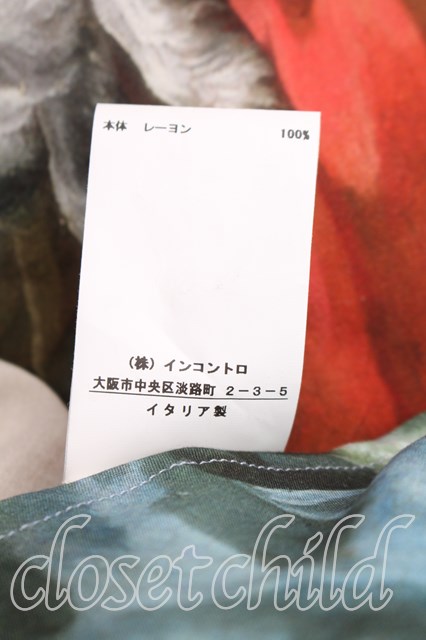 本体 レーヨン 100%
(株) インコントロ
大阪市中央区淡路町 2-3-5
イタリア製
closet child